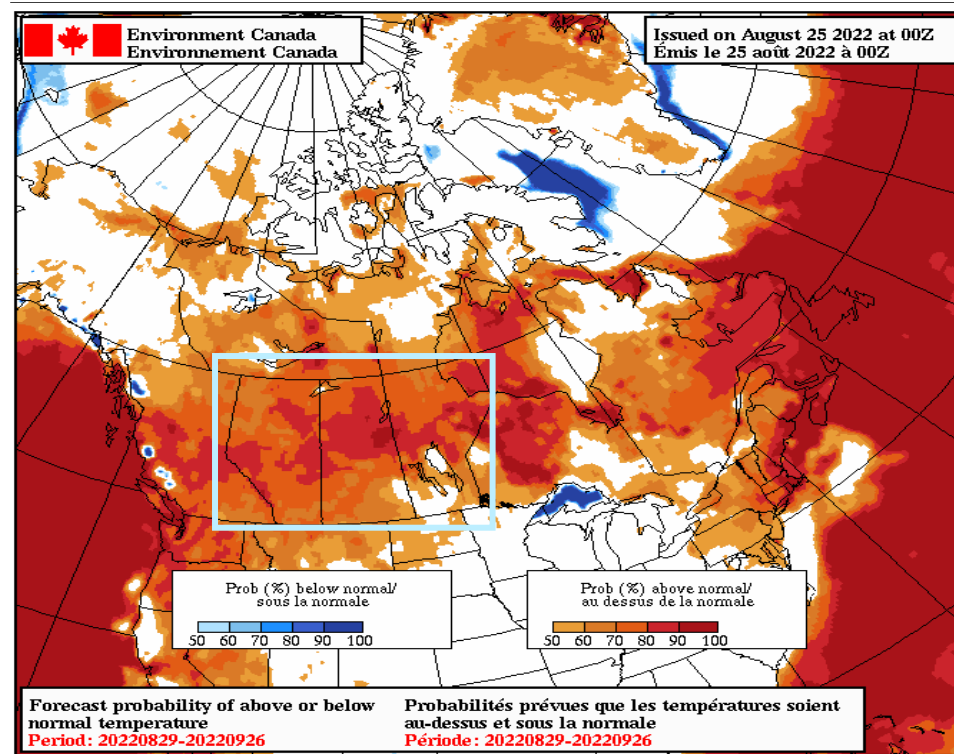 Environment Canada
Environnement Canada
Issued on August 25 2022 at 00Z
Émis le 25 août 2022 à 00Z
Prob (%) below normal/
sous la normale
50 60 70 80 90 100
Prob (%) above normal/
au dessus de la normale
50 60 70 80 90 100
Forecast probability of above or below
normal temperature
Period: 20220829-20220926
Probabilités prévues que les températures soient
au-dessus et sous la normale
Période: 20220829-20220926